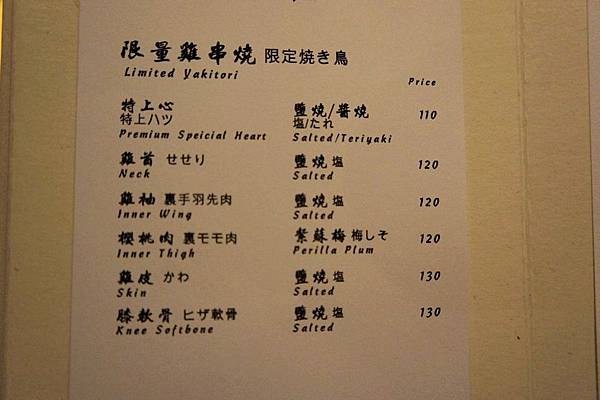 限量雞串燒 限定焼き鳥
Limited Yakitori
Price
特上心 鹽燒/醬燒 110
特上ハツ 塩/たれ
Premium Speicial Heart Salted/Teriyaki
雞首 せせり 鹽燒 塩 120
Neck Salted
雞柚 裏手羽先肉 鹽燒 塩 120
Inner Wing Salted
櫻桃肉 裏モモ肉 紫蘇梅 梅しそ 120
Inner Thigh Perilla Plum
雞皮 かわ 鹽燒 塩 130
Skin Salted
膝軟骨 ヒザ軟骨 鹽燒 塩 130
Knee Softbone Salted